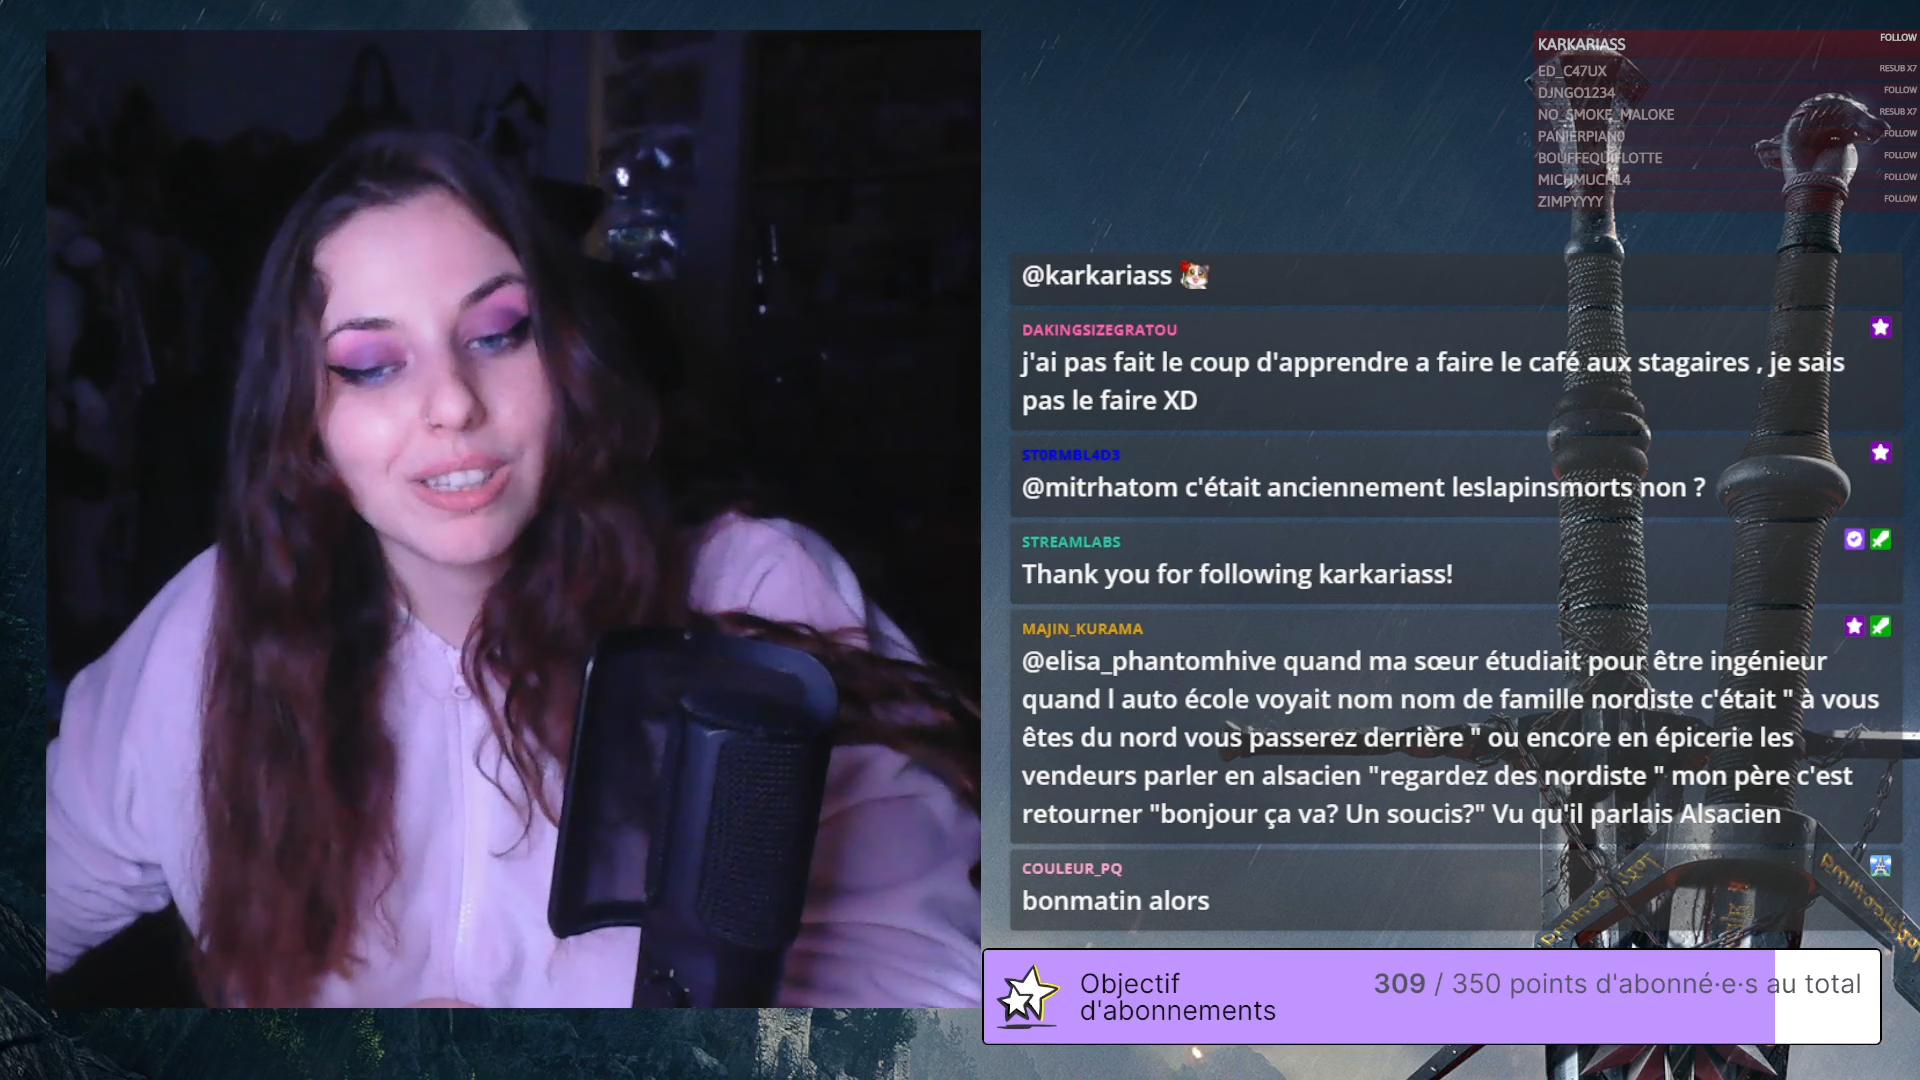 KARKARIASS FOLLOW
ED_C47UX RESUB X7
DJNGO1234 FOLLOW
NO_SMOKE_MALOKE RESUB X7
PANIERPIAN0 FOLLOW
BOUFFEQUIFLOTTE FOLLOW
MICHMUCH14 FOLLOW
ZIMPYYYY FOLLOW
@karkariass
DAKINGSIZEGRATOU
j'ai pas fait le coup d'apprendre a faire le café aux stagaires , je sais
pas le faire XD
ST0RMBL4D3
@mitrhatom c'était anciennement leslapinsmorts non ?
STREAMLABS
Thank you for following karkariass!
MAJIN_KURAMA
@elisa_phantomhive quand ma sœur étudiait pour être ingénieur
quand l auto école voyait nom nom de famille nordiste c'était " à vous
êtes du nord vous passerez derrière " ou encore en épicerie les
vendeurs parler en alsacien "regardez des nordiste " mon père c'est
retourner "bonjour ça va? Un soucis?" Vu qu'il parlais Alsacien
COULEUR_PQ
bonmatin alors
Objectif
d'abonnements
309 / 350 points d'abonné·e·s au total